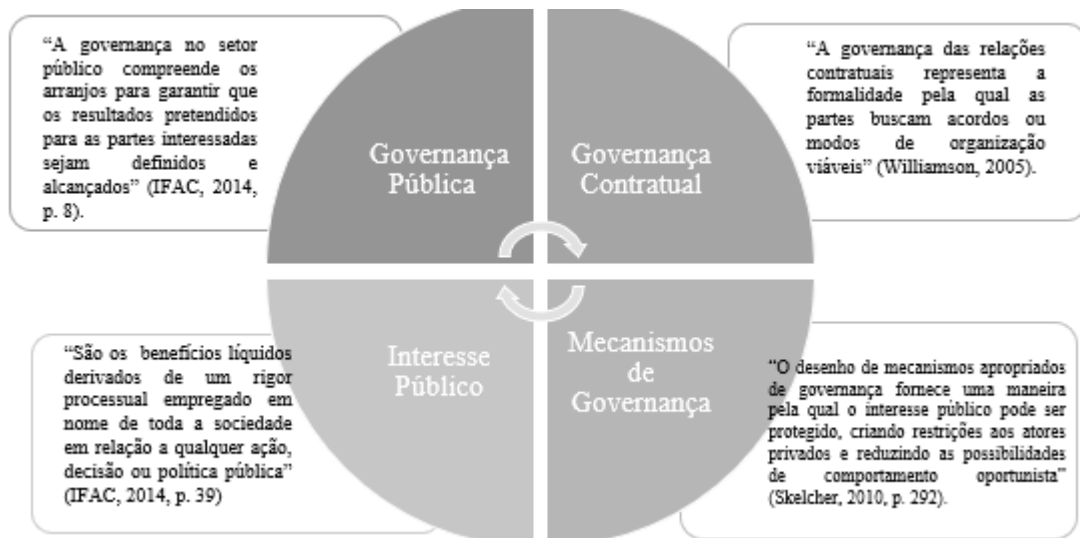 “A governança no setor
público compreende os
arranjos para garantir que
os resultados pretendidos
para as partes interessadas
sejam definidos e
alcançados” (IFAC, 2014,
p. 8).
Governança
Pública
Governança
Contratual
“A governança das relações
contratuais representa a
formalidade pela qual as
partes buscam acordos ou
modos de organização
viáveis” (Williamson, 2005).
“São os benefícios líquidos
derivados de um rigor
processual empregado em
nome de toda a sociedade
em relação a qualquer ação,
decisão ou política pública”
(IFAC, 2014, p. 39)
Interesse
Público
Mecanismos
de
Governança
“O desenho de mecanismos apropriados
de governança fornece uma maneira
pela qual o interesse público pode ser
protegido, criando restrições aos atores
privados e reduzindo as possibilidades
de comportamento oportunista”
(Skelcher, 2010, p. 292).